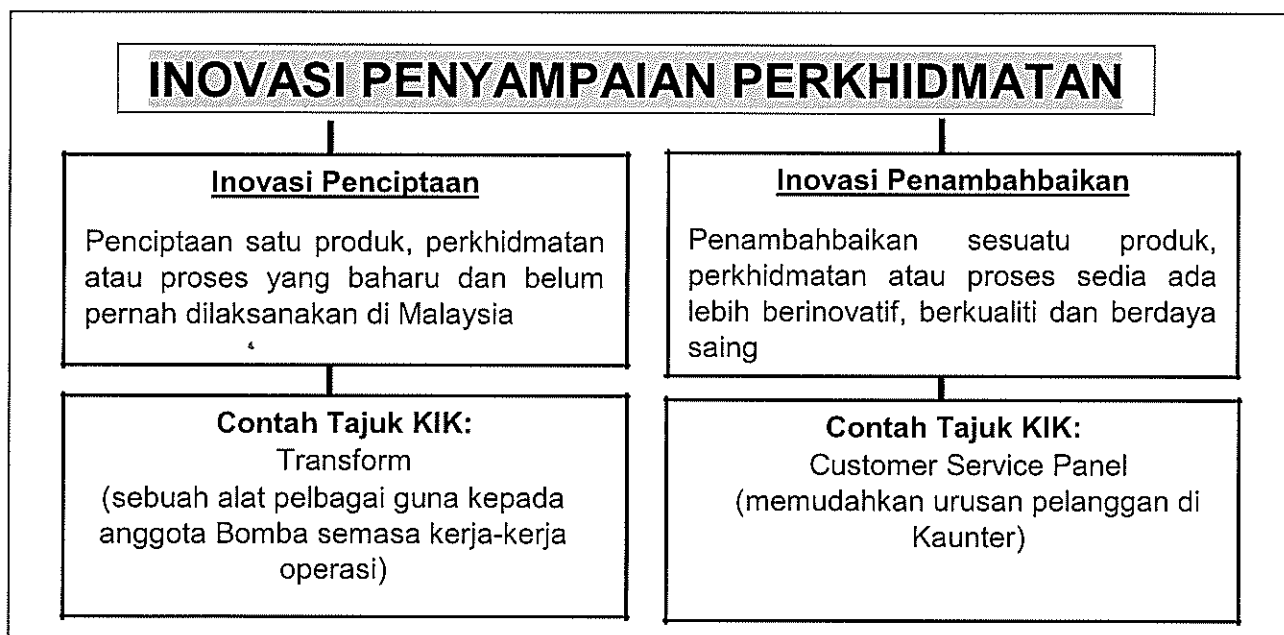 INOVASI PENYAMPAIAN PERKHIDMATAN
Inovasi Penciptaan
Penciptaan satu produk, perkhidmatan
atau proses yang baharu dan belum
pernah dilaksanakan di Malaysia
Contah Tajuk KIK:
Transform
(sebuah alat pelbagai guna kepada
anggota Bomba semasa kerja-kerja
operasi)
Inovasi Penambahbaikan
Penambahbaikan sesuatu produk,
perkhidmatan atau proses sedia ada
lebih berinovatif, berkualiti dan berdaya
saing
Contah Tajuk KIK:
Customer Service Panel
(memudahkan urusan pelanggan di
Kaunter)